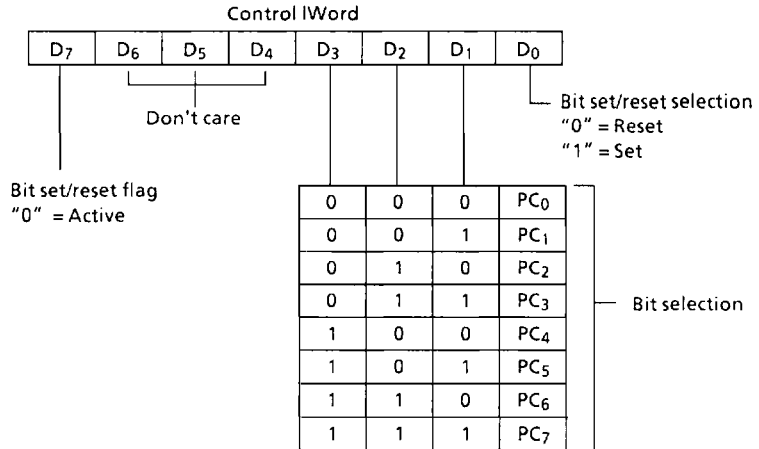 Control lWord
D7 D6 D5 D4 D3 D2 D1 D0
Don't care
Bit set/reset selection
"0" = Reset
"1" = Set
Bit set/reset flag
"0" = Active
0 0 0 PC0
0 0 1 PC1
0 1 0 PC2
0 1 1 PC3
1 0 0 PC4
1 0 1 PC5
1 1 0 PC6
1 1 1 PC7
Bit selection